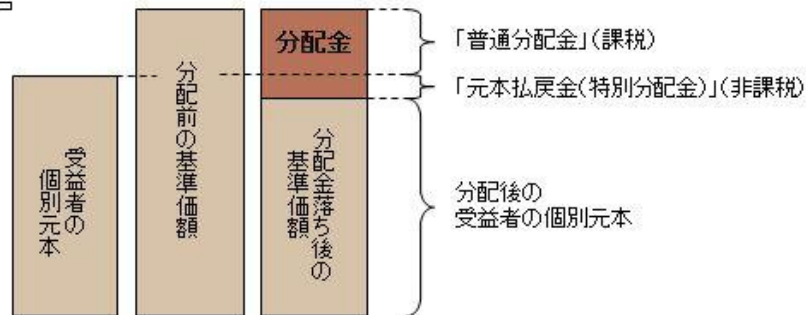 受益者の
個別元本
分配前の基準価額
分配金
分配金落ち後の
基準価額
「普通分配金」(課税)
「元本払戻金(特別分配金)」(非課税)
分配後の
受益者の個別元本